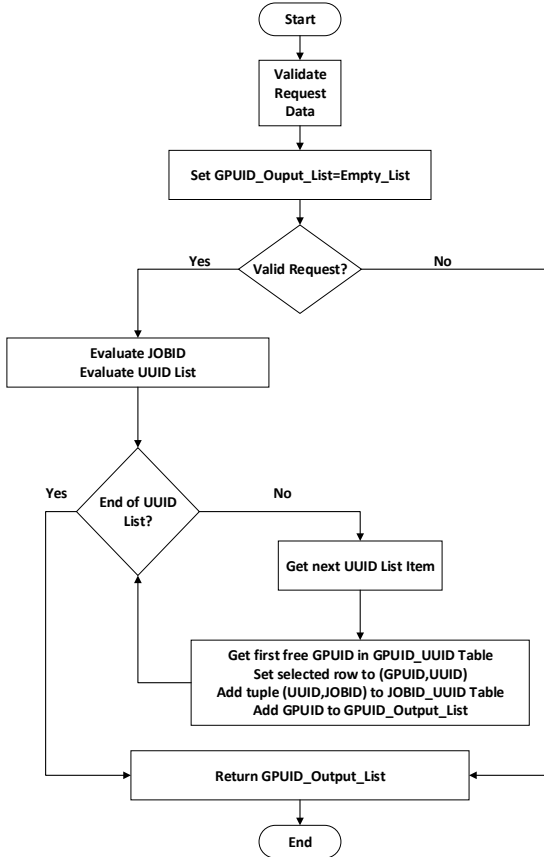 Start
Validate
Request
Data
Set GPUID_Ouput_List=Empty_List
Yes
Valid Request?
No
Evaluate JOBID
Evaluate UUID List
Yes
End of UUID
List?
No
Get next UUID List Item
Get first free GPUID in GPUID_UUID Table
Set selected row to (GPUID,UUID)
Add tuple (UUID,JOBID) to JOBID_UUID Table
Add GPUID to GPUID_Output_List
Return GPUID_Output_List
End